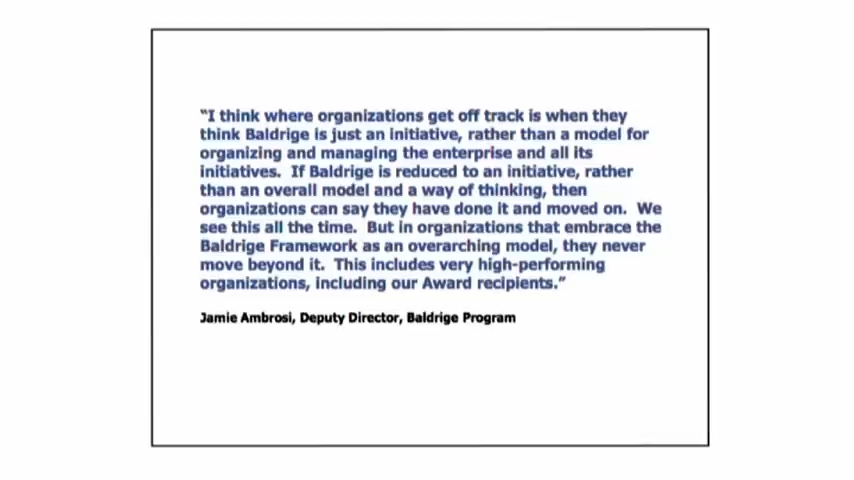 "I think where organizations get off track is when they
think Baldrige is just an initiative, rather than a model for
organizing and managing the enterprise and all its
initiatives.  If Baldrige is reduced to an initiative, rather
than an overall model and a way of thinking, then
organizations can say they have done it and moved on.  We
see this all the time.  But in organizations that embrace the
Baldrige Framework as an overarching model, they never
move beyond it.  This includes very high-performing
organizations, including our Award recipients."
Jamie Ambrosi, Deputy Director, Baldrige Program